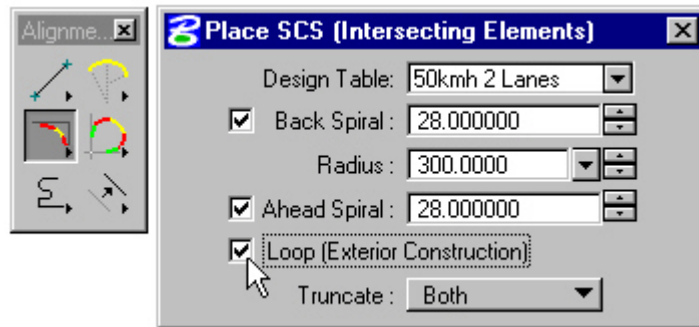 Alignme...
Place SCS (Intersecting Elements)
Design Table: 50kmh 2 Lanes
Back Spiral : 28.000000
Radius : 300.0000
Ahead Spiral : 28.000000
Loop (Exterior Construction)
Truncate : Both